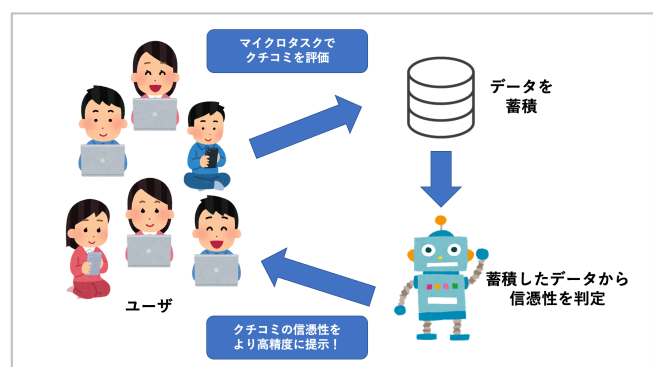 マイクロタスクで
クチコミを評価
データを
蓄積
蓄積したデータから
信憑性を判定
ユーザ
クチコミの信憑性を
より高精度に提示！